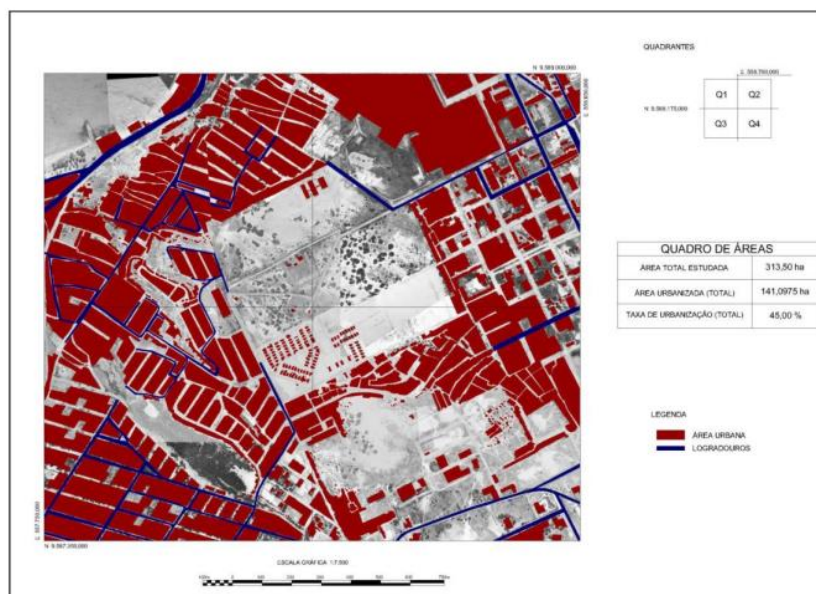 QUADRANTES
Q1 Q2
Q3 Q4
QUADRO DE ÁREAS
ÁREA TOTAL ESTUDADA 313,50 ha
ÁREA URBANIZADA (TOTAL) 141,0975 ha
TAXA DE URBANIZAÇÃO (TOTAL) 45,00 %
LEGENDA
ÁREA URBANA
LOGRADOUROS
ESCALA GRÁFICA 1:7.500